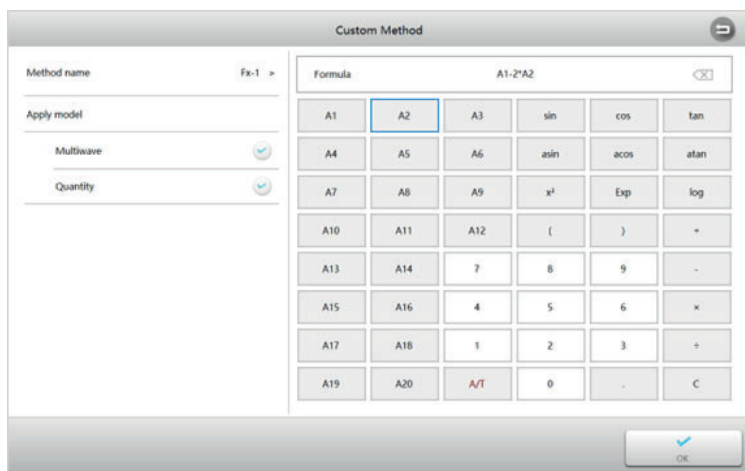 Custom Method
Method name Fx-1 >
Formula A1-2*A2
Apply model
Multiwave
Quantity
A1 A2 A3 sin cos tan
A4 A5 A6 asin acos atan
A7 A8 A9 x² Exp log
A10 A11 A12 ( ) +
A13 A14 7 8 9 -
A15 A16 4 5 6 ×
A17 A18 1 2 3 ÷
A19 A20 A/T 0 . C
OK